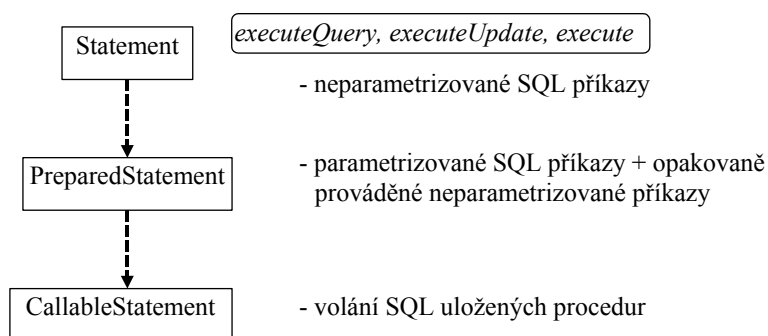 Statement
executeQuery, executeUpdate, execute
- neparametrizované SQL příkazy
PreparedStatement
- parametrizované SQL příkazy + opakovaně
prováděné neparametrizované příkazy
CallableStatement
- volání SQL uložených procedur